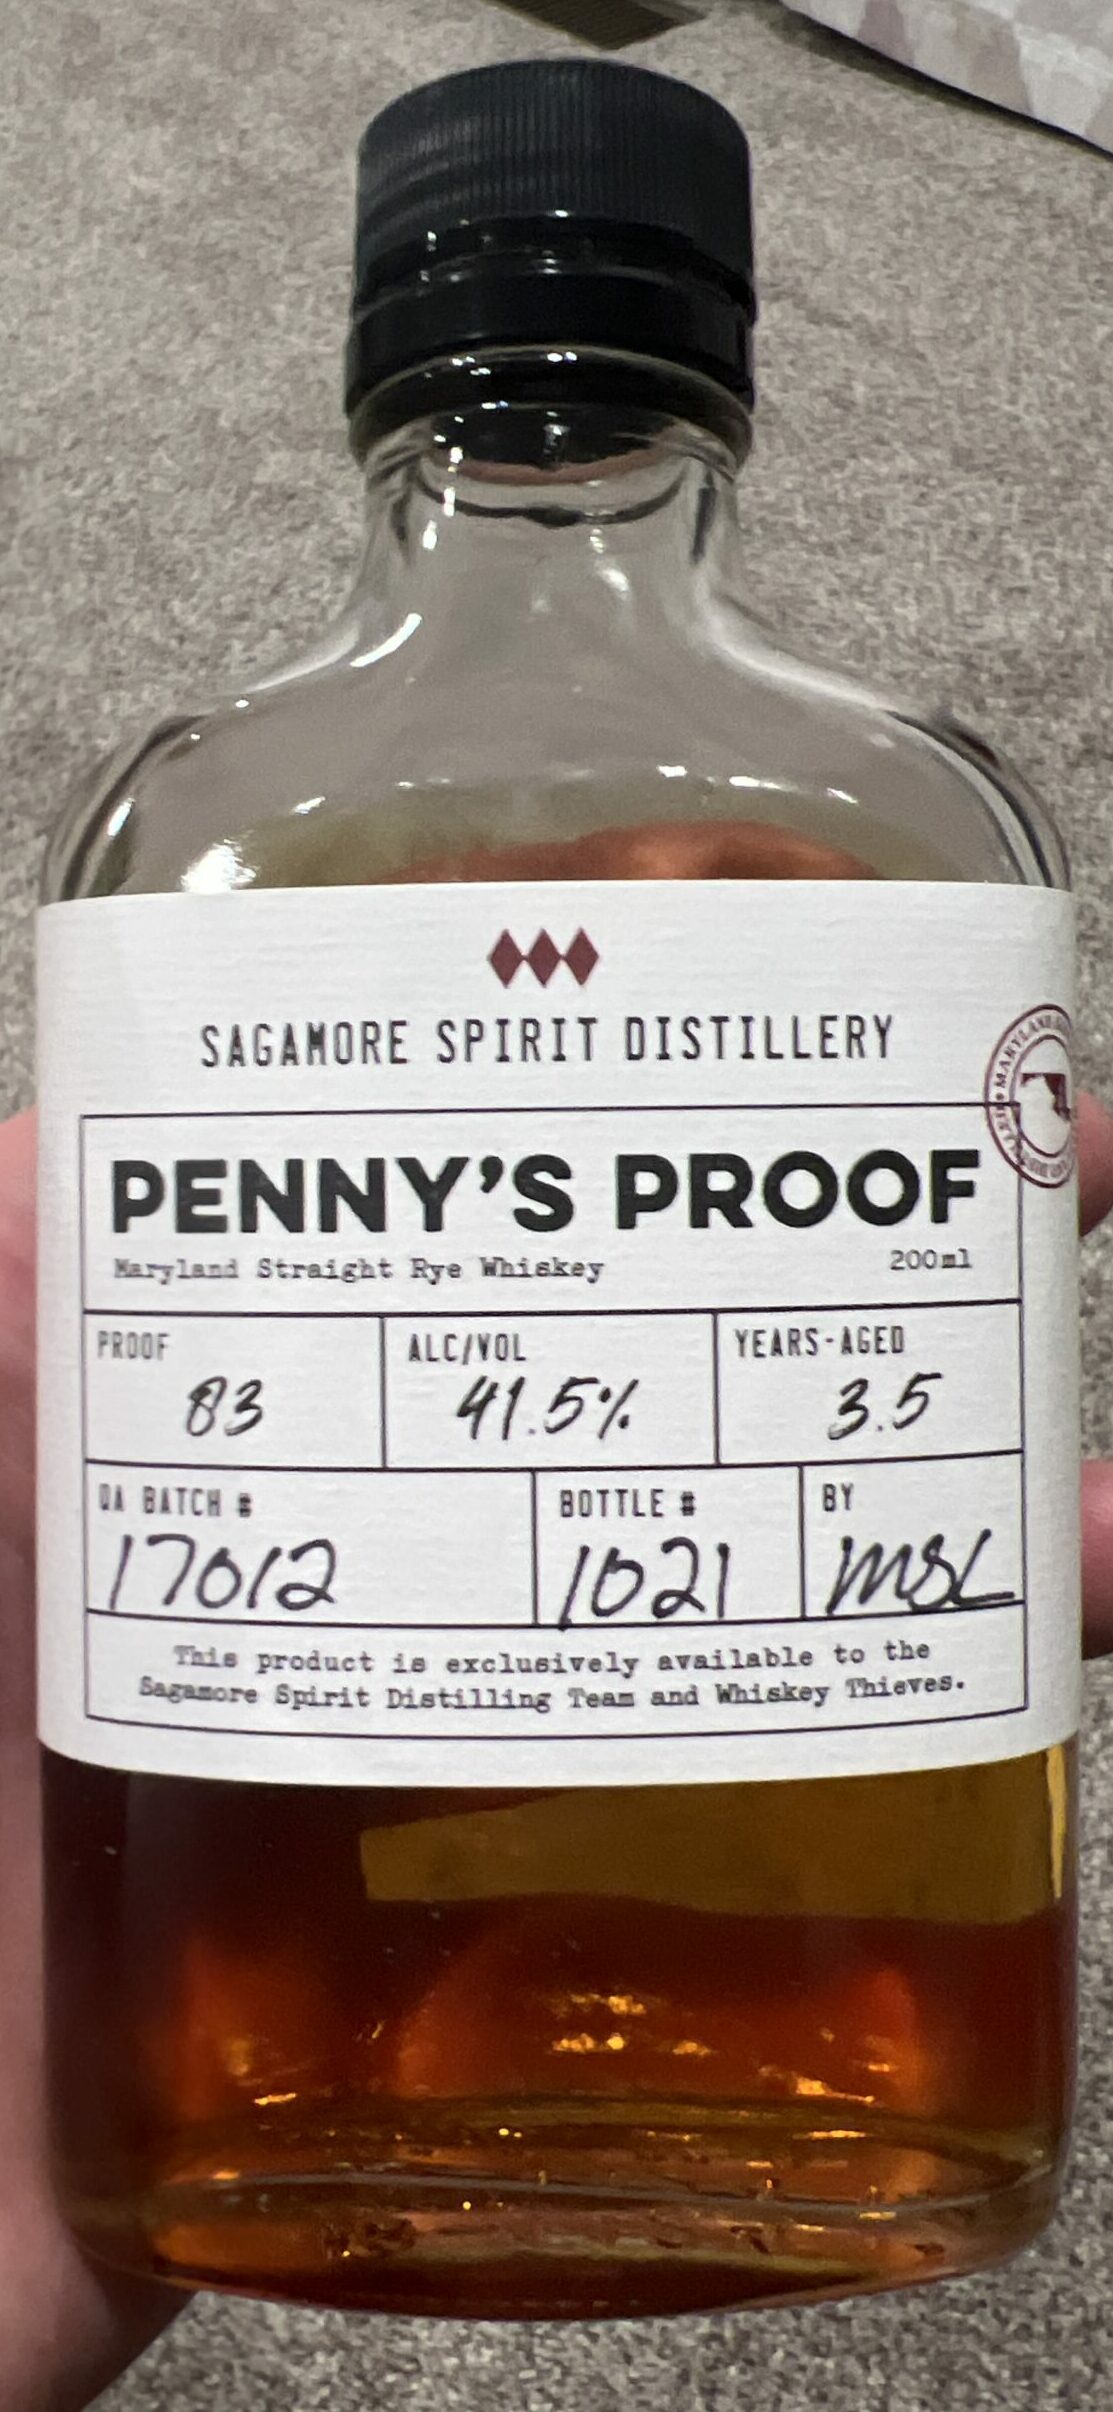 SAGAMORE SPIRIT DISTILLERY
MARYLAND
PENNY'S PROOF
Maryland Straight Rye Whiskey 200ml
PROOF ALC/VOL YEARS-AGED
83 41.5% 3.5
QA BATCH # BOTTLE # BY
17012 1021 MSL
This product is exclusively available to the
Sagamore Spirit Distilling Team and Whiskey Thieves.